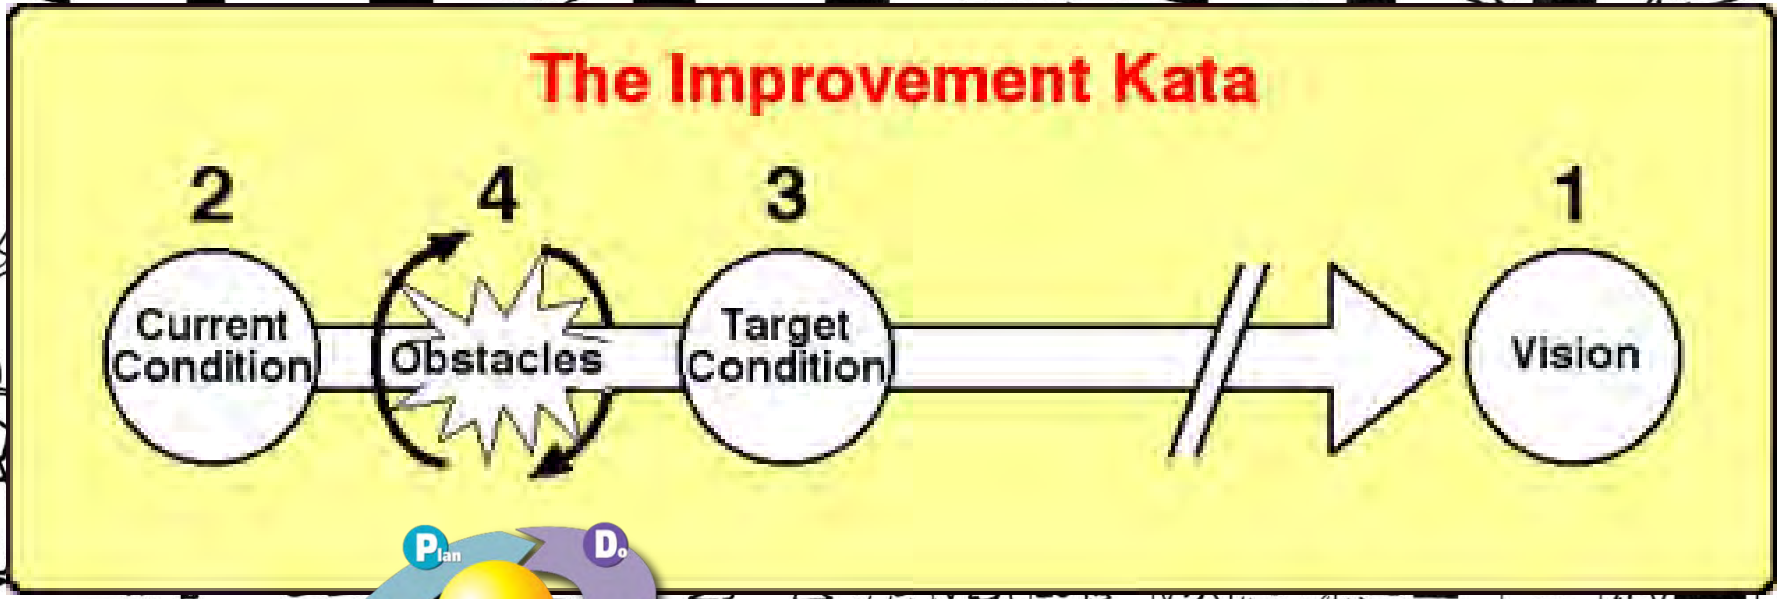 The Improvement Kata
2 4 3 1
Current
Condition
Obstacles
Target
Condition
Vision
Plan Do